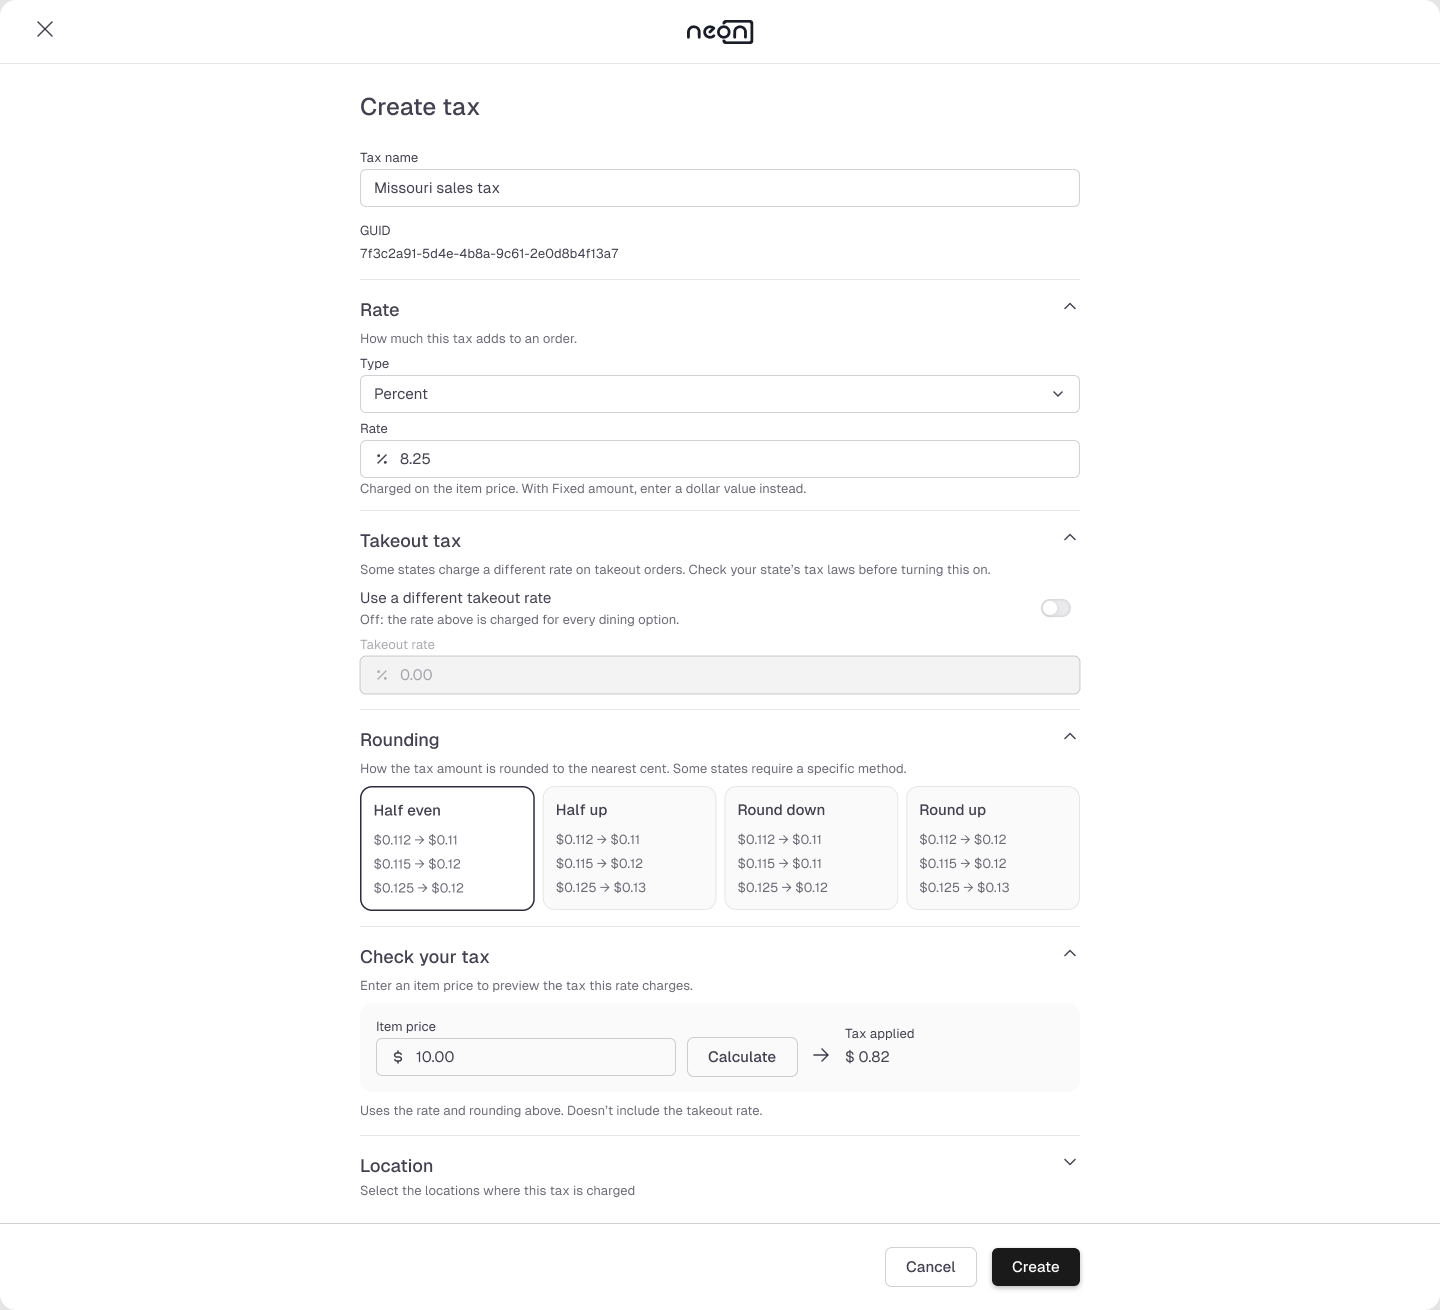 neon
Create tax
Tax name
Missouri sales tax
GUID
7f3c2a91-5d4e-4b8a-9c61-2e0d8b4f13a7
Rate
How much this tax adds to an order.
Type
Percent
Rate
% 8.25
Charged on the item price. With Fixed amount, enter a dollar value instead.
Takeout tax
Some states charge a different rate on takeout orders. Check your state’s tax laws before turning this on.
Use a different takeout rate
Off: the rate above is charged for every dining option.
Takeout rate
% 0.00
Rounding
How the tax amount is rounded to the nearest cent. Some states require a specific method.
Half even
$0.112 → $0.11
$0.115 → $0.12
$0.125 → $0.12
Half up
$0.112 → $0.11
$0.115 → $0.12
$0.125 → $0.13
Round down
$0.112 → $0.11
$0.115 → $0.11
$0.125 → $0.12
Round up
$0.112 → $0.12
$0.115 → $0.12
$0.125 → $0.13
Check your tax
Enter an item price to preview the tax this rate charges.
Item price
$ 10.00
Calculate
→
Tax applied
$ 0.82
Uses the rate and rounding above. Doesn’t include the takeout rate.
Location
Select the locations where this tax is charged
Cancel
Create